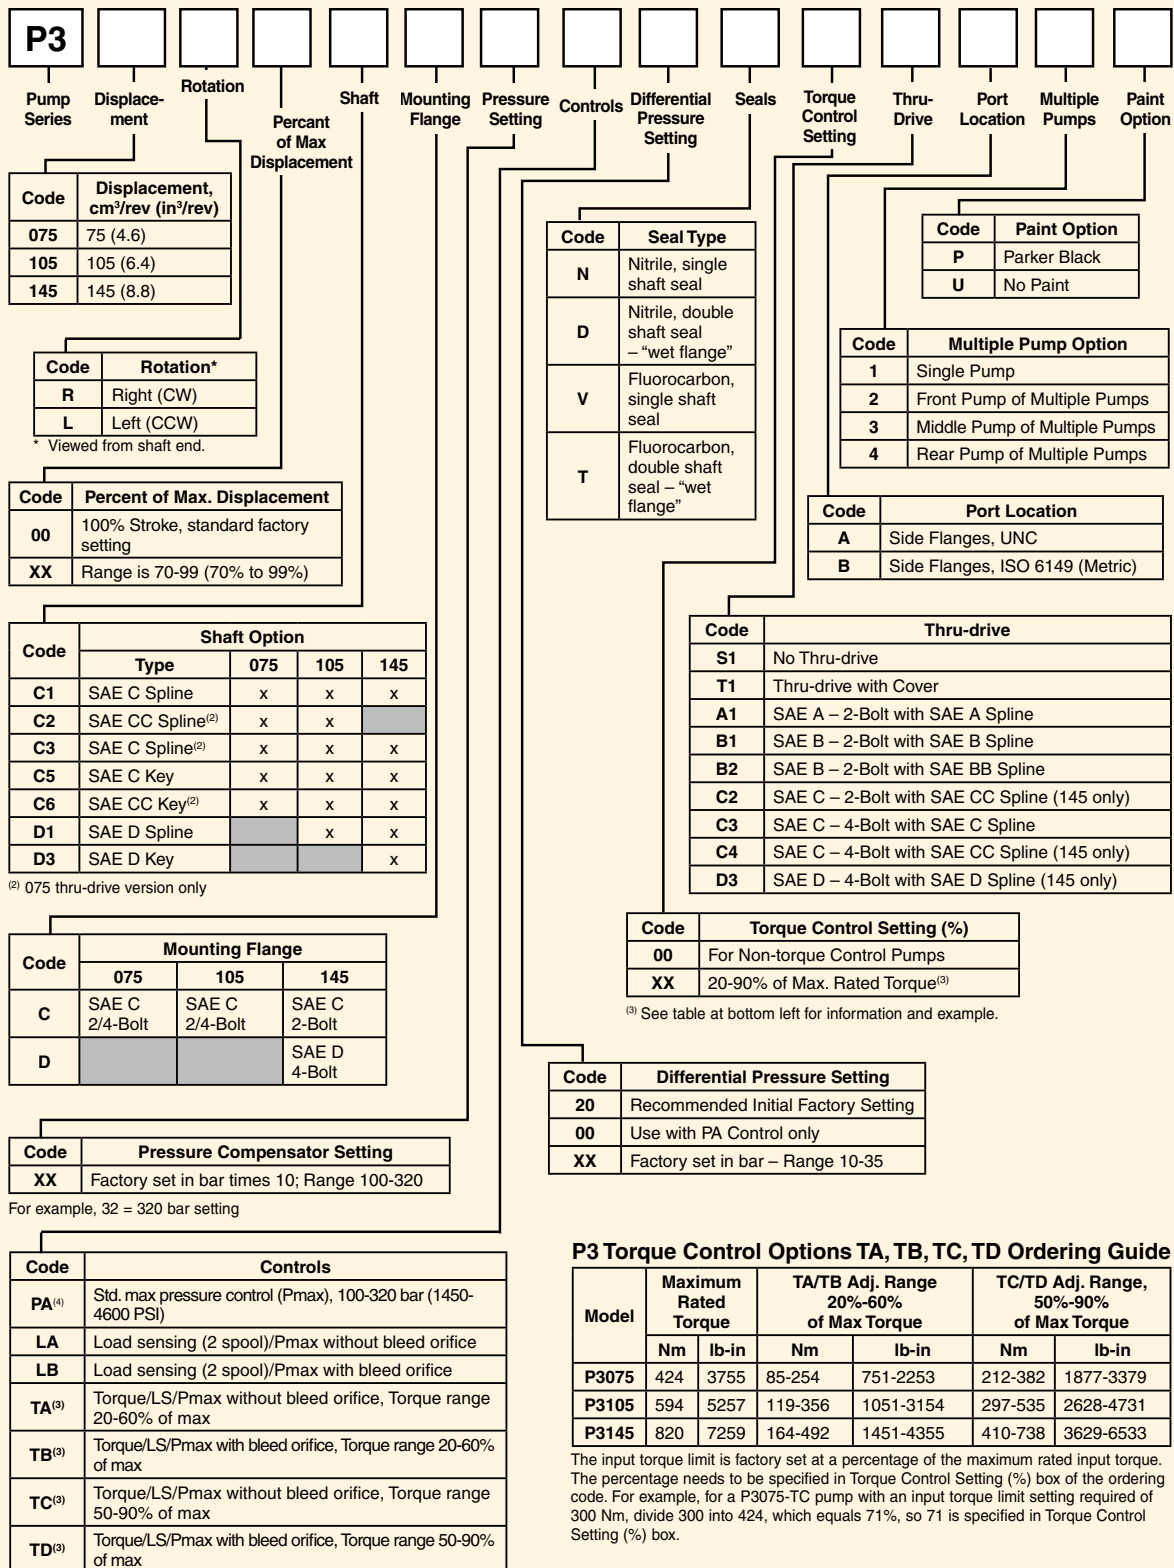 P3
Pump Series
Displace-ment
Rotation
Percent of Max Displacement
Shaft
Mounting Flange
Pressure Setting
Controls
Differential Pressure Setting
Seals
Torque Control Setting
Thru-Drive
Port Location
Multiple Pumps
Paint Option
Code Displacement, cm³/rev (in³/rev)
075 75 (4.6)
105 105 (6.4)
145 145 (8.8)
Code Rotation*
R Right (CW)
L Left (CCW)
* Viewed from shaft end.
Code Percent of Max. Displacement
00 100% Stroke, standard factory setting
XX Range is 70-99 (70% to 99%)
Code Shaft Option
Type 075 105 145
C1 SAE C Spline x x x
C2 SAE CC Spline(2) x x
C3 SAE C Spline(2) x x x
C5 SAE C Key x x x
C6 SAE CC Key(2) x x x
D1 SAE D Spline x x
D3 SAE D Key x
(2) 075 thru-drive version only
Code Mounting Flange
075 105 145
C SAE C 2/4-Bolt SAE C 2/4-Bolt SAE C 2-Bolt
D SAE D 4-Bolt
Code Pressure Compensator Setting
XX Factory set in bar times 10; Range 100-320
For example, 32 = 320 bar setting
Code Controls
PA(4) Std. max pressure control (Pmax), 100-320 bar (1450-4600 PSI)
LA Load sensing (2 spool)/Pmax without bleed orifice
LB Load sensing (2 spool)/Pmax with bleed orifice
TA(3) Torque/LS/Pmax without bleed orifice, Torque range 20-60% of max
TB(3) Torque/LS/Pmax with bleed orifice, Torque range 20-60% of max
TC(3) Torque/LS/Pmax without bleed orifice, Torque range 50-90% of max
TD(3) Torque/LS/Pmax with bleed orifice, Torque range 50-90% of max
Code Seal Type
N Nitrile, single shaft seal
D Nitrile, double shaft seal – “wet flange”
V Fluorocarbon, single shaft seal
T Fluorocarbon, double shaft seal – “wet flange”
Code Paint Option
P Parker Black
U No Paint
Code Multiple Pump Option
1 Single Pump
2 Front Pump of Multiple Pumps
3 Middle Pump of Multiple Pumps
4 Rear Pump of Multiple Pumps
Code Port Location
A Side Flanges, UNC
B Side Flanges, ISO 6149 (Metric)
Code Thru-drive
S1 No Thru-drive
T1 Thru-drive with Cover
A1 SAE A – 2-Bolt with SAE A Spline
B1 SAE B – 2-Bolt with SAE B Spline
B2 SAE B – 2-Bolt with SAE BB Spline
C2 SAE C – 2-Bolt with SAE CC Spline (145 only)
C3 SAE C – 4-Bolt with SAE C Spline
C4 SAE C – 4-Bolt with SAE CC Spline (145 only)
D3 SAE D – 4-Bolt with SAE D Spline (145 only)
Code Torque Control Setting (%)
00 For Non-torque Control Pumps
XX 20-90% of Max. Rated Torque(3)
(3) See table at bottom left for information and example.
Code Differential Pressure Setting
20 Recommended Initial Factory Setting
00 Use with PA Control only
XX Factory set in bar – Range 10-35
P3 Torque Control Options TA, TB, TC, TD Ordering Guide
Model Maximum Rated Torque TA/TB Adj. Range 20%-60% of Max Torque TC/TD Adj. Range, 50%-90% of Max Torque
Nm lb-in Nm lb-in Nm lb-in
P3075 424 3755 85-254 751-2253 212-382 1877-3379
P3105 594 5257 119-356 1051-3154 297-535 2628-4731
P3145 820 7259 164-492 1451-4355 410-738 3629-6533
The input torque limit is factory set at a percentage of the maximum rated input torque.
The percentage needs to be specified in Torque Control Setting (%) box of the ordering
code. For example, for a P3075-TC pump with an input torque limit setting required of
300 Nm, divide 300 into 424, which equals 71%, so 71 is specified in Torque Control
Setting (%) box.